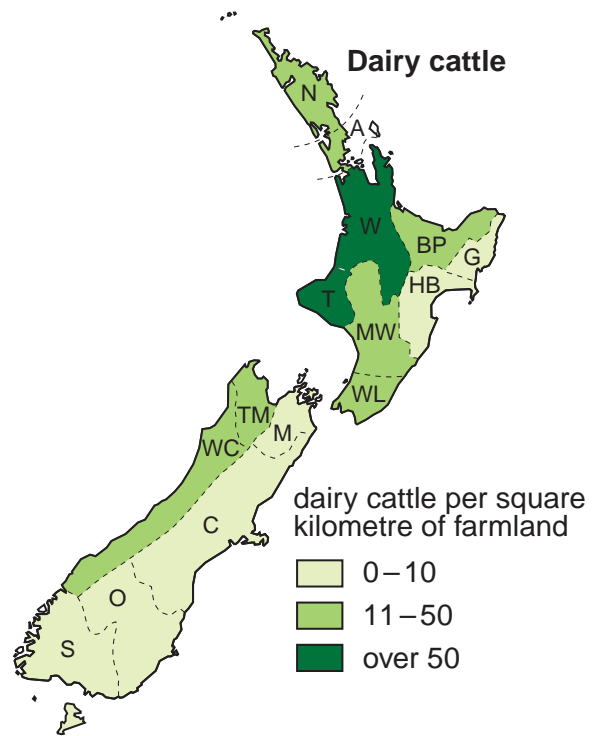 Dairy cattle
N
A
W
BP
G
HB
T
MW
WL
TM
M
WC
C
O
S
dairy cattle per square
kilometre of farmland
0–10
11–50
over 50